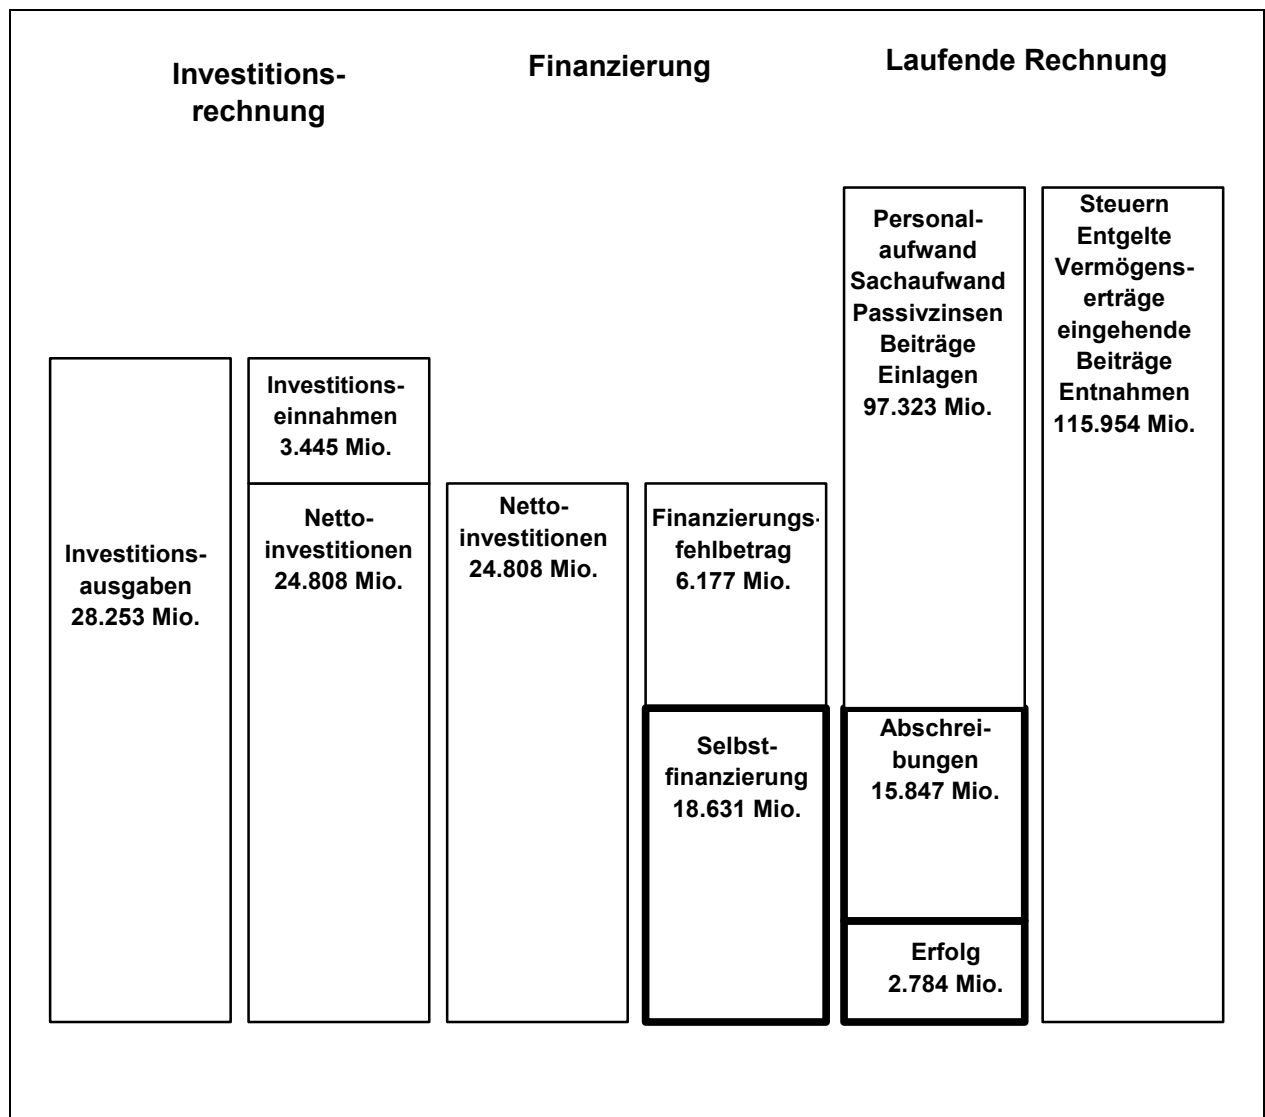 Investitions-
rechnung
Finanzierung
Laufende Rechnung
Investitions-
ausgaben
28.253 Mio.
Investitions-
einnahmen
3.445 Mio.
Netto-
investitionen
24.808 Mio.
Netto-
investitionen
24.808 Mio.
Finanzierungs-
fehlbetrag
6.177 Mio.
Selbst-
finanzierung
18.631 Mio.
Personal-
aufwand
Sachaufwand
Passivzinsen
Beiträge
Einlagen
97.323 Mio.
Abschrei-
bungen
15.847 Mio.
Erfolg
2.784 Mio.
Steuern
Entgelte
Vermögens-
erträge
eingehende
Beiträge
Entnahmen
115.954 Mio.